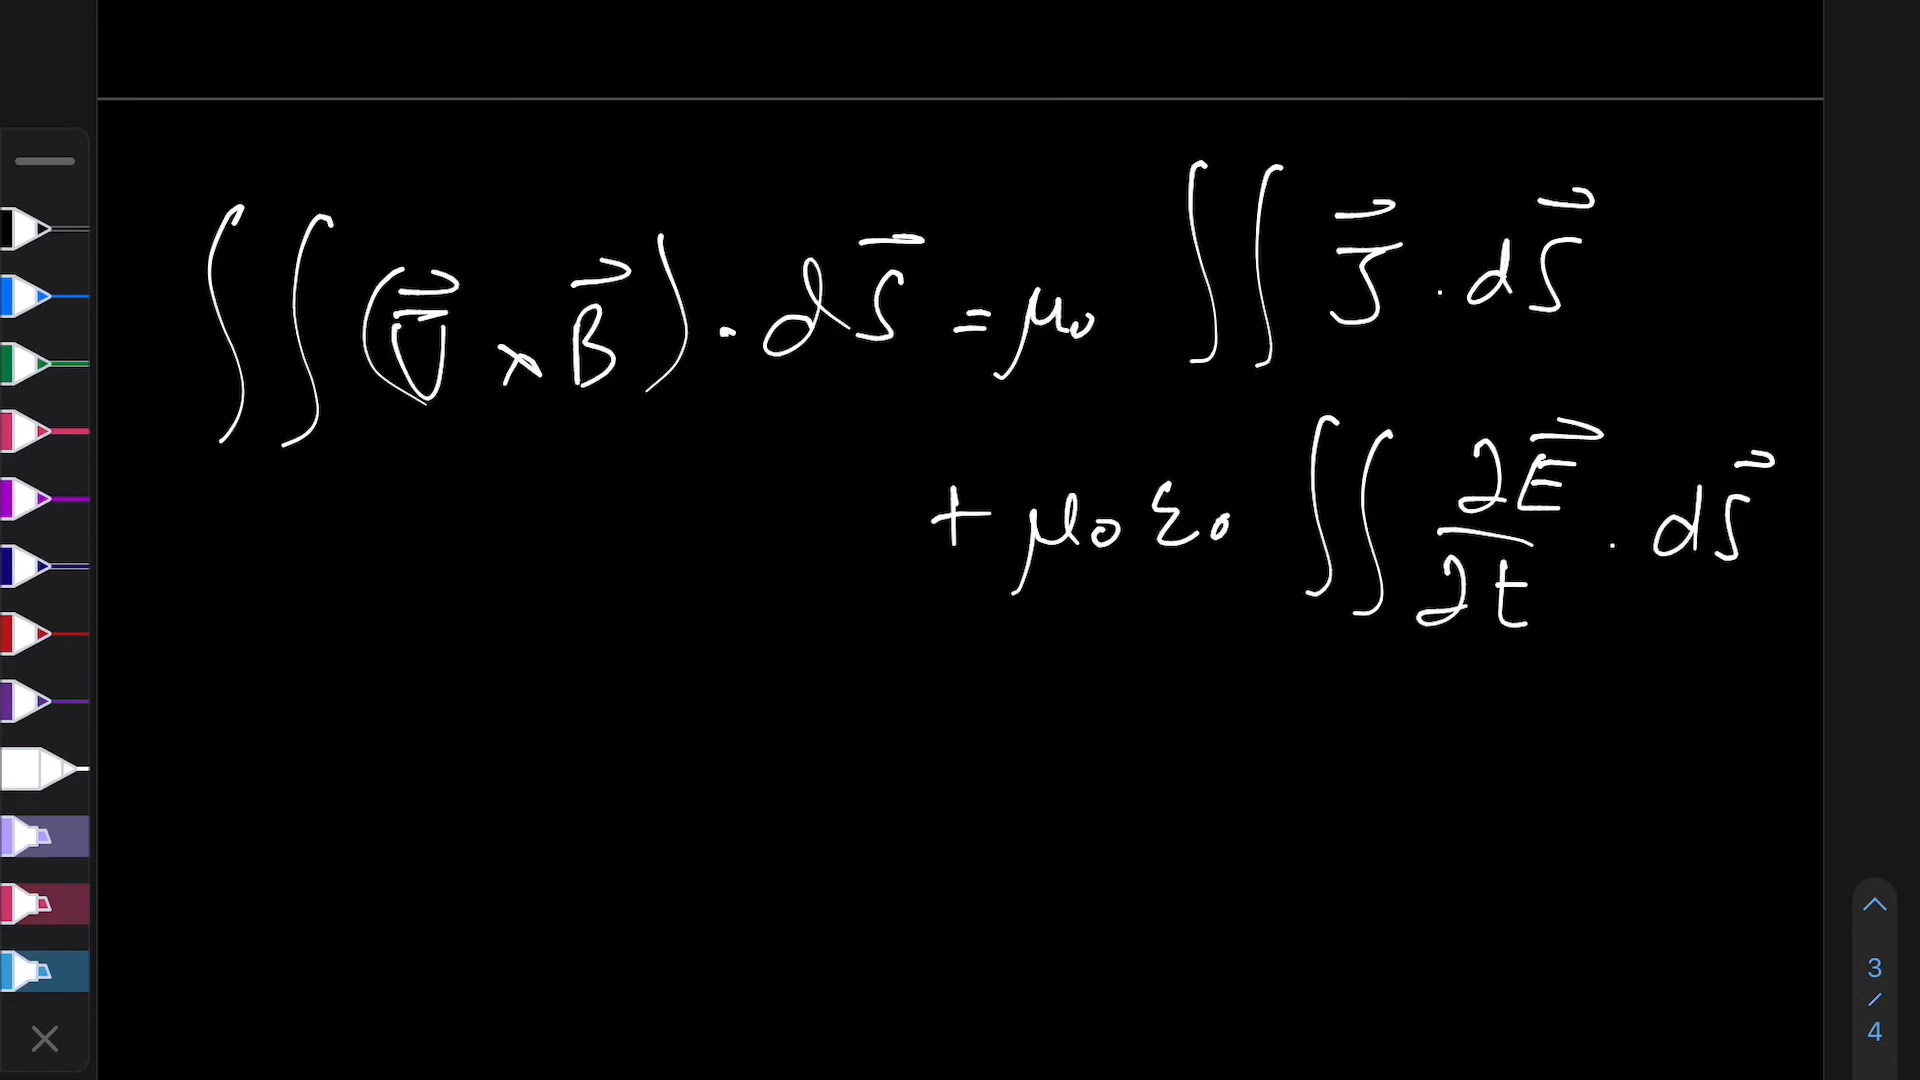 ∬ (∇⃗ × B⃗) · dS⃗ = μ₀ ∬ J⃗ · dS⃗
+ μ₀ ε₀ ∬ ∂E⃗/∂t · dS⃗
3
/
4